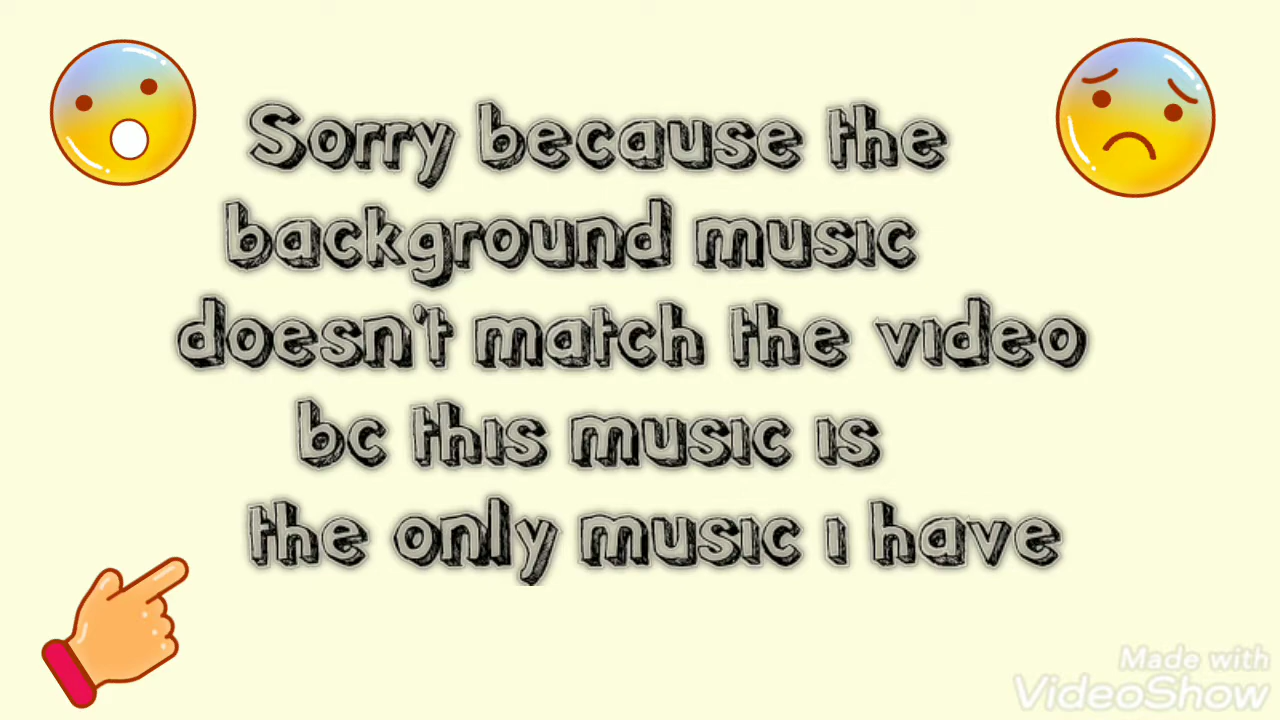 Sorry because the
background music
doesn't match the video
bc this music is
the only music i have
Made with
VideoShow